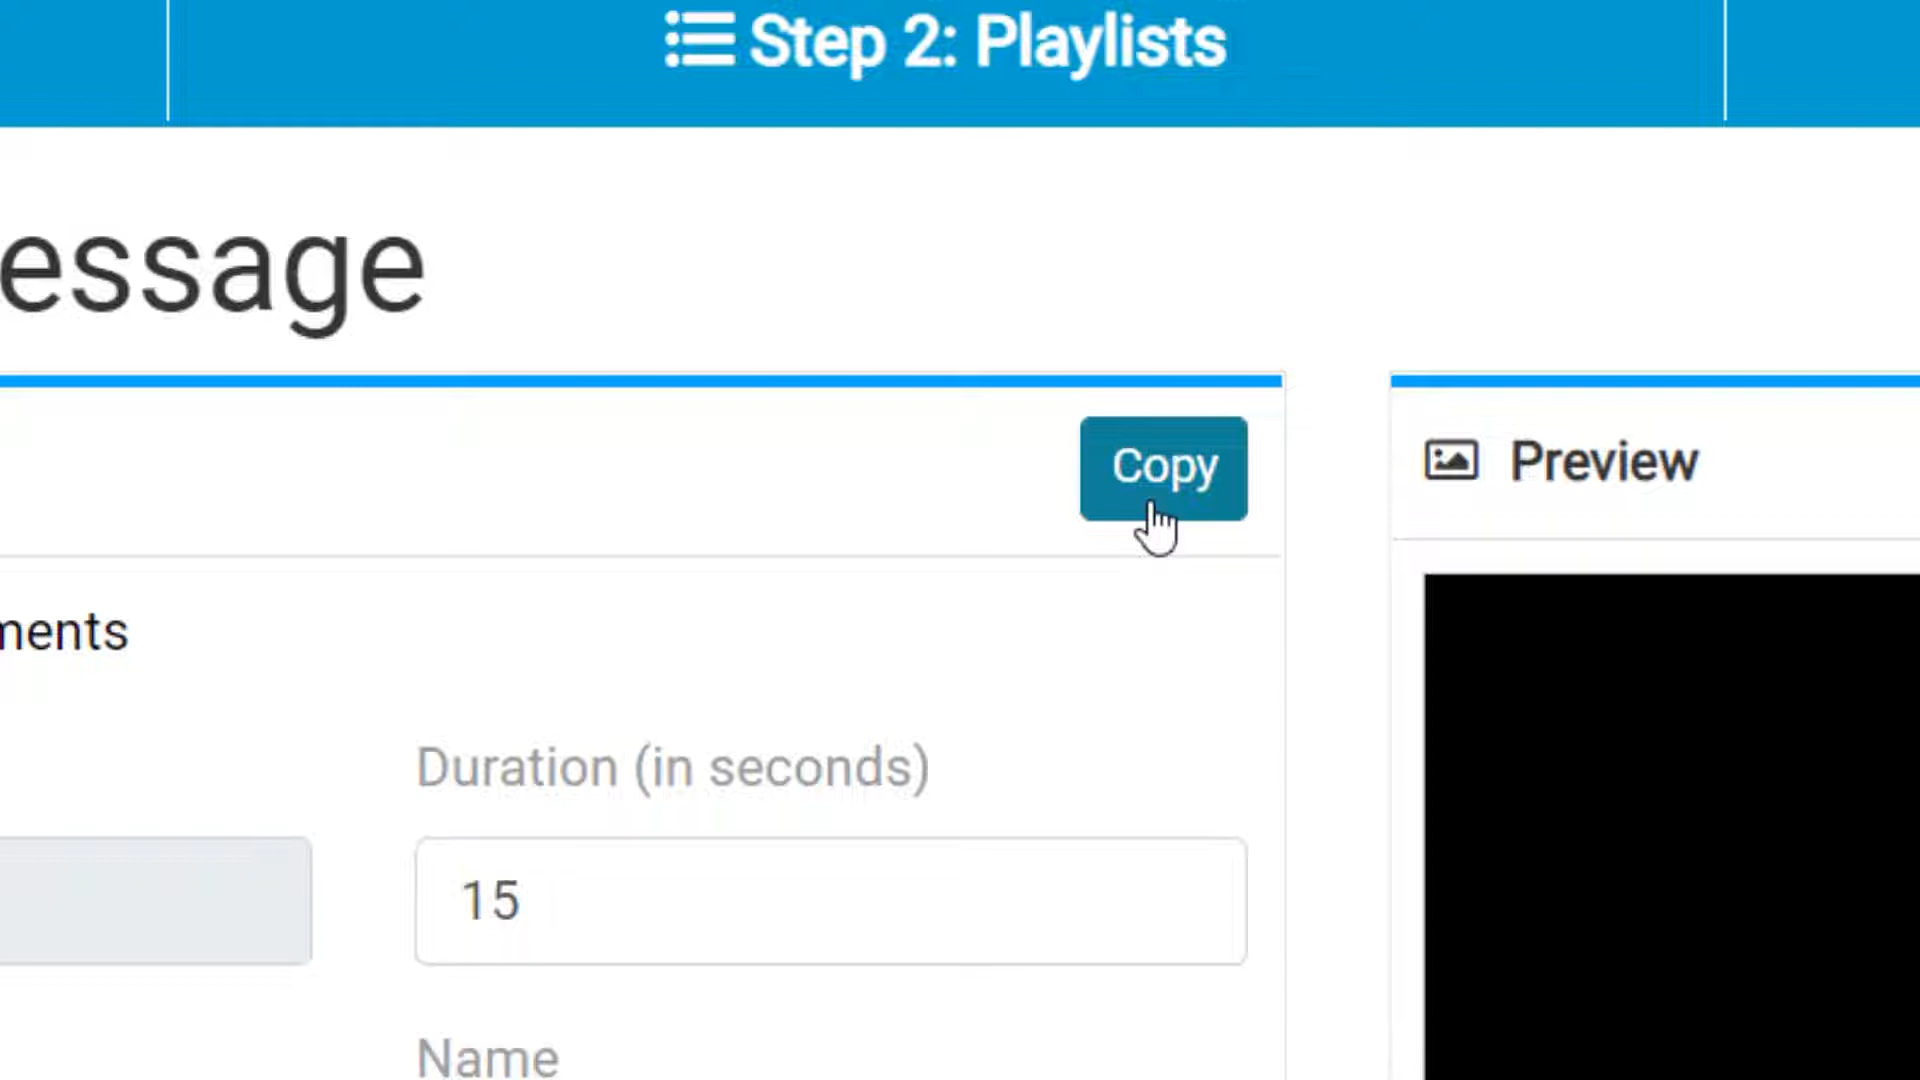 Step 2: Playlists
essage
Copy
Preview
ments
Duration (in seconds)
15
Name